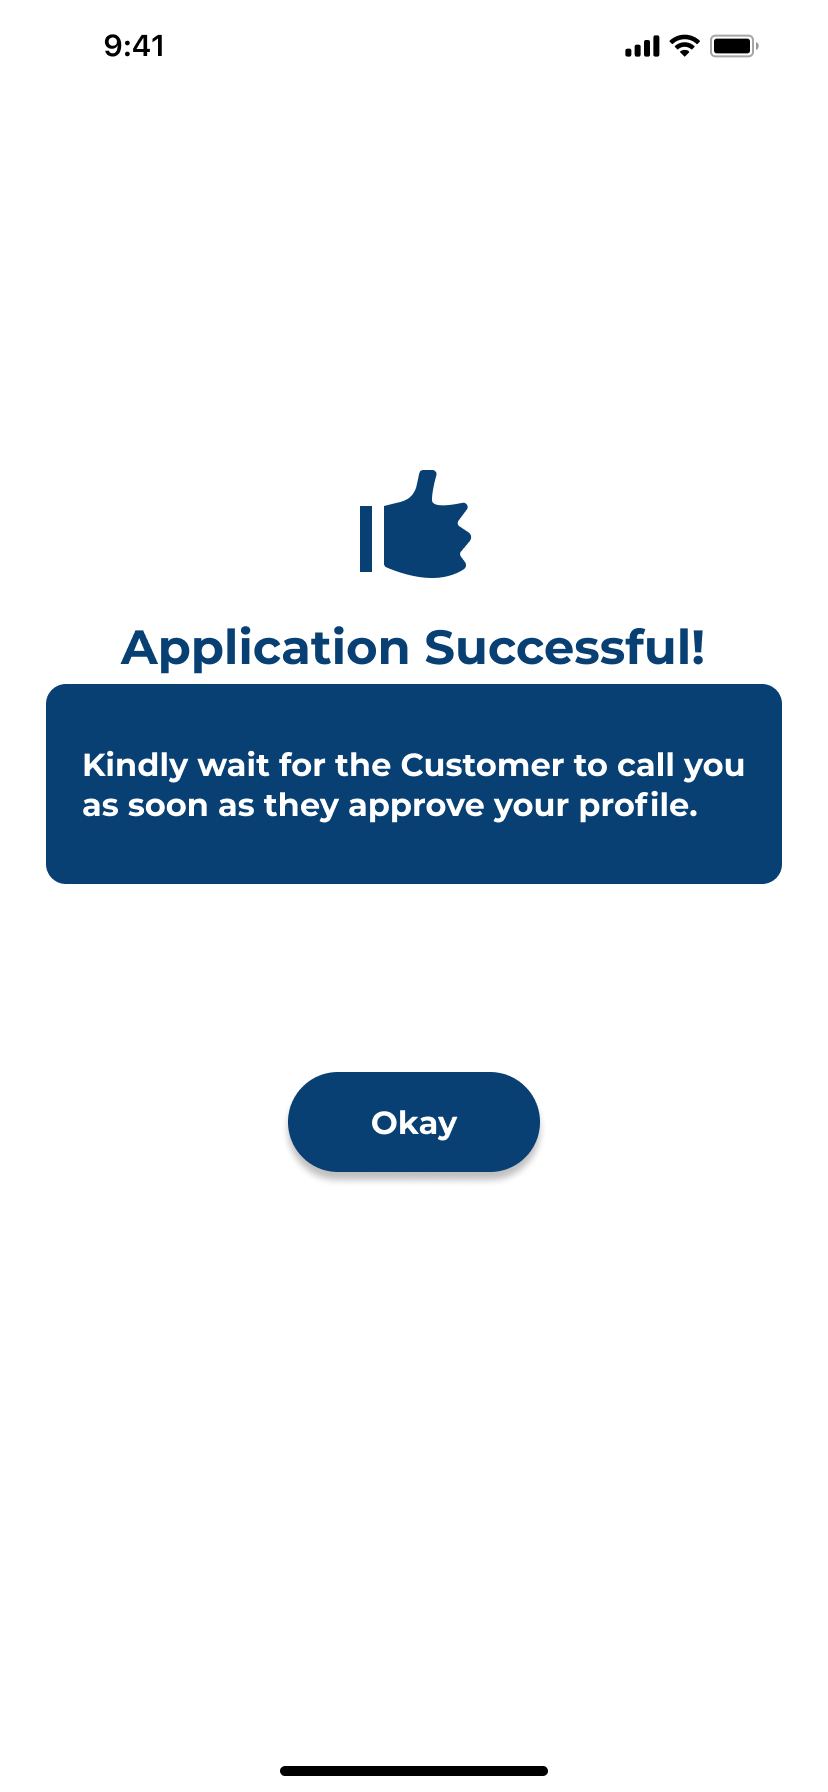 9:41
Application Successful!
Kindly wait for the Customer to call you
as soon as they approve your profile.
Okay